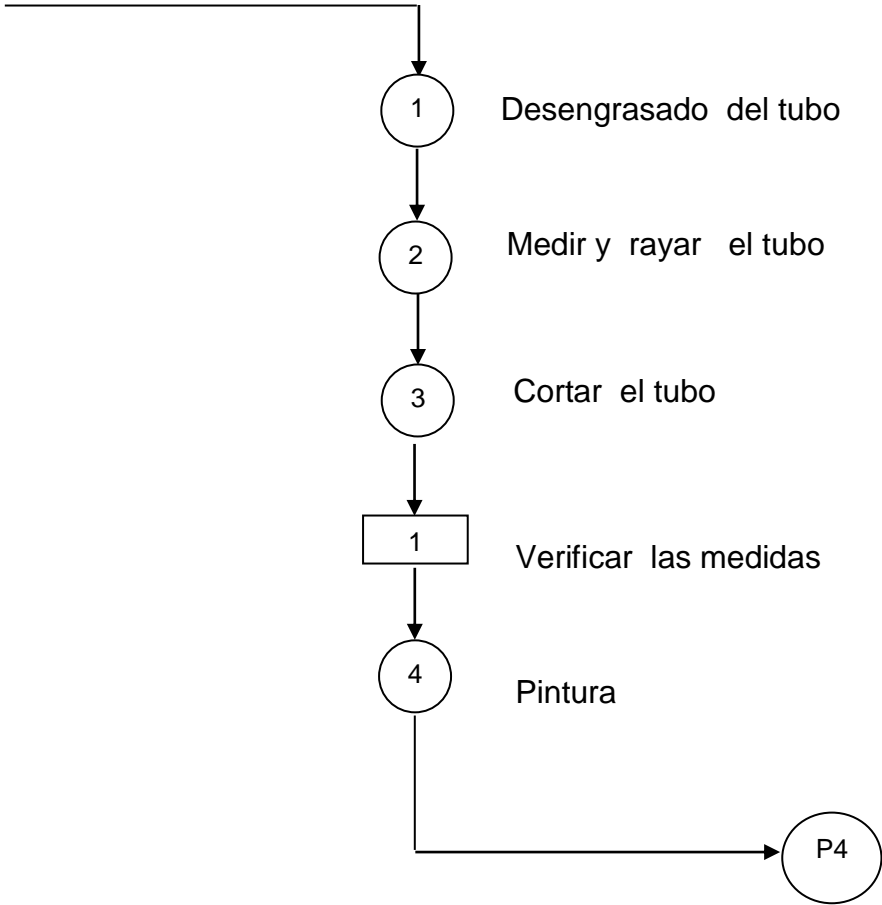 1 Desengrasado del tubo
2 Medir y rayar el tubo
3 Cortar el tubo
1 Verificar las medidas
4 Pintura
P4